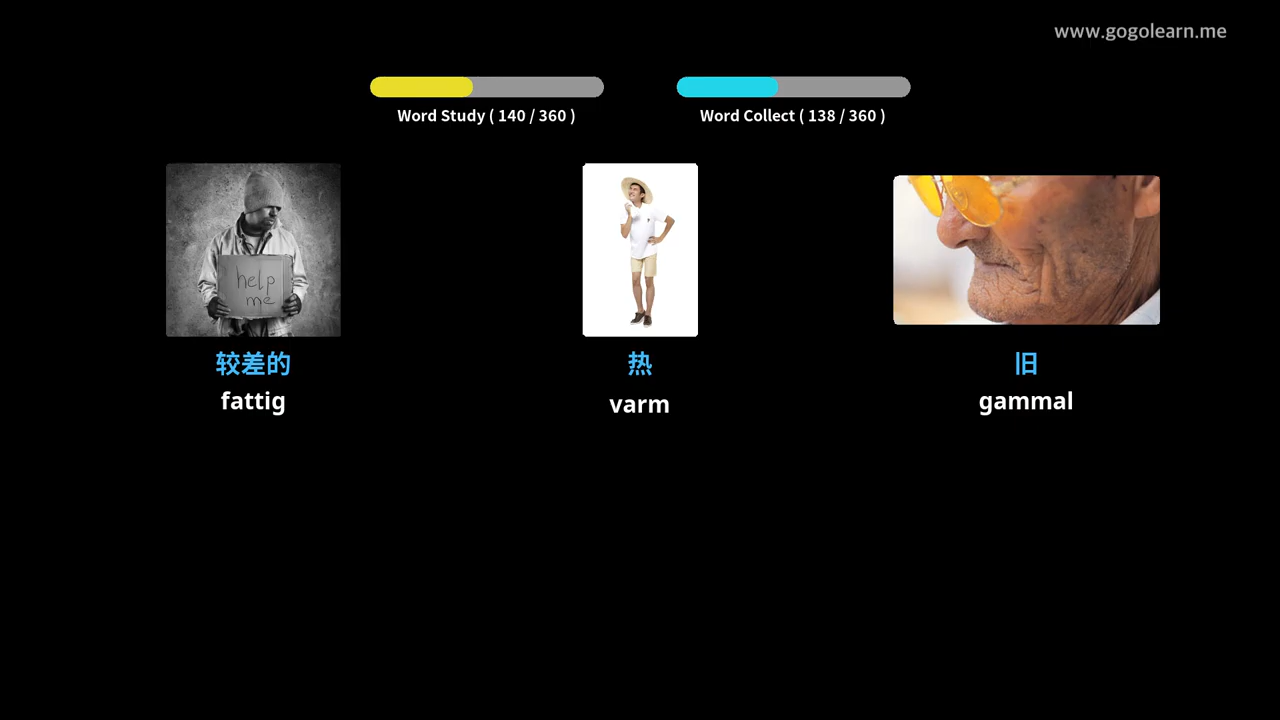 www.gogolearn.me
Word Study ( 140 / 360 )
Word Collect ( 138 / 360 )
help
me
较差的
热
旧
fattig
varm
gammal